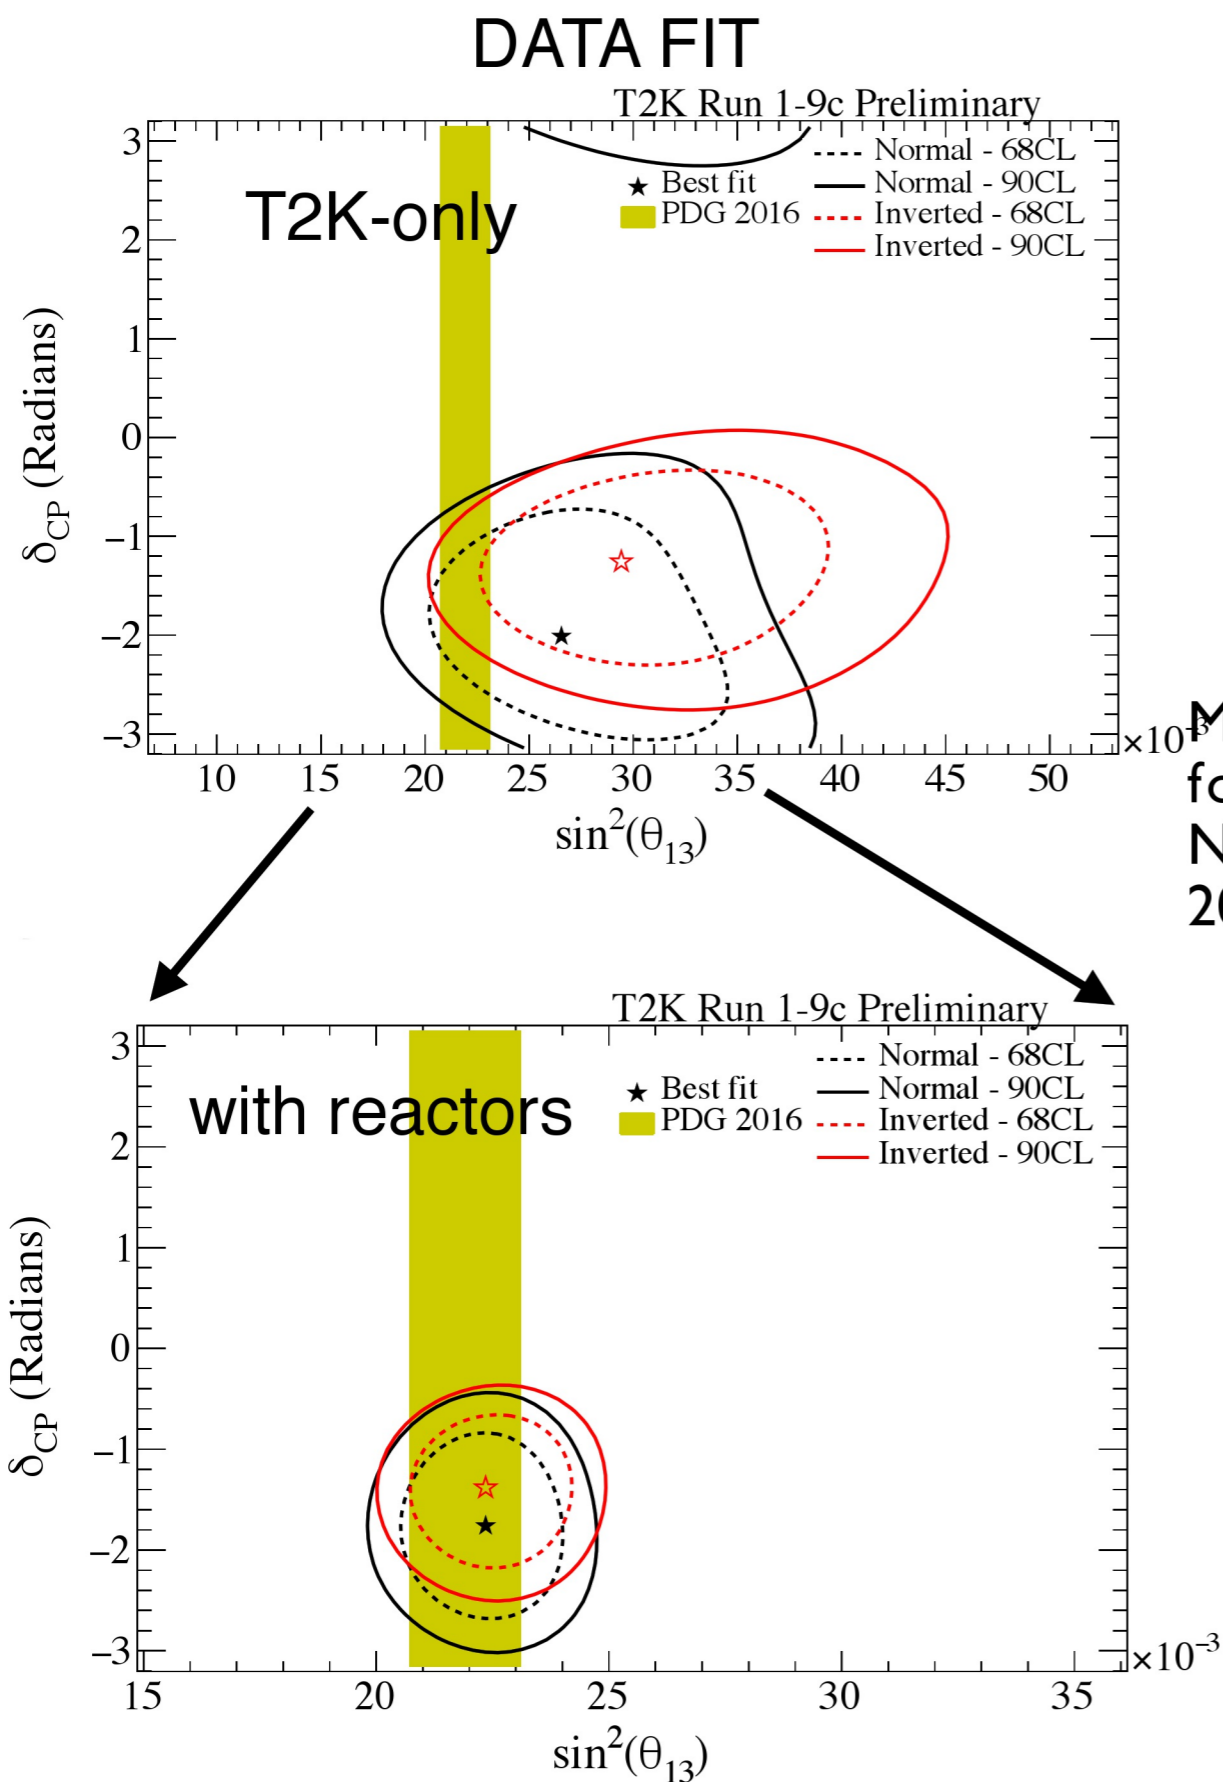 DATA FIT
T2K Run 1-9c Preliminary
T2K-only
★ Best fit
PDG 2016
Normal - 68CL
Normal - 90CL
Inverted - 68CL
Inverted - 90CL
3
2
1
0
−1
−2
−3
δCP (Radians)
10 15 20 25 30 35 40 45 50
×10⁻³
sin²(θ₁₃)
T2K Run 1-9c Preliminary
with reactors
★ Best fit
PDG 2016
Normal - 68CL
Normal - 90CL
Inverted - 68CL
Inverted - 90CL
3
2
1
0
−1
−2
−3
δCP (Radians)
15 20 25 30 35
×10⁻³
sin²(θ₁₃)